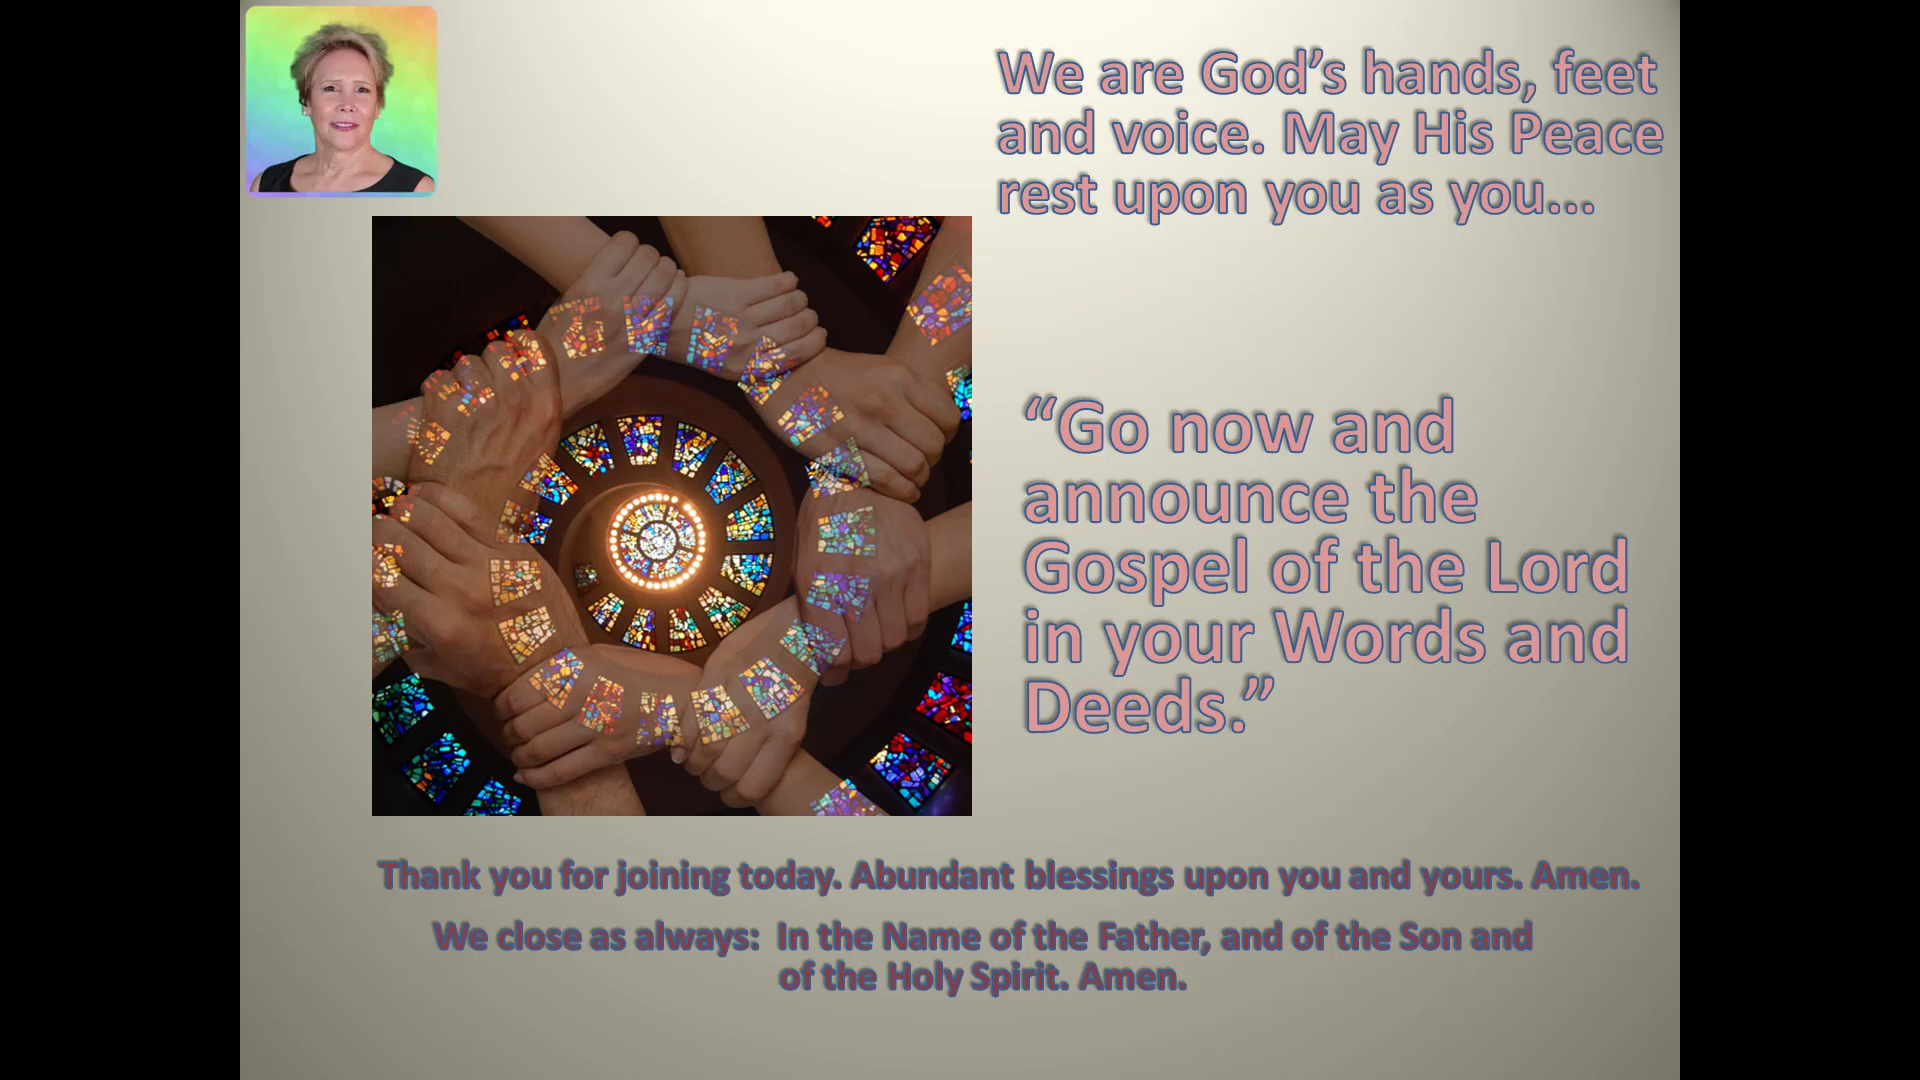 We are God’s hands, feet
and voice. May His Peace
rest upon you as you...
“Go now and
announce the
Gospel of the Lord
in your Words and
Deeds.”
Thank you for joining today. Abundant blessings upon you and yours. Amen.
We close as always:  In the Name of the Father, and of the Son and
of the Holy Spirit. Amen.